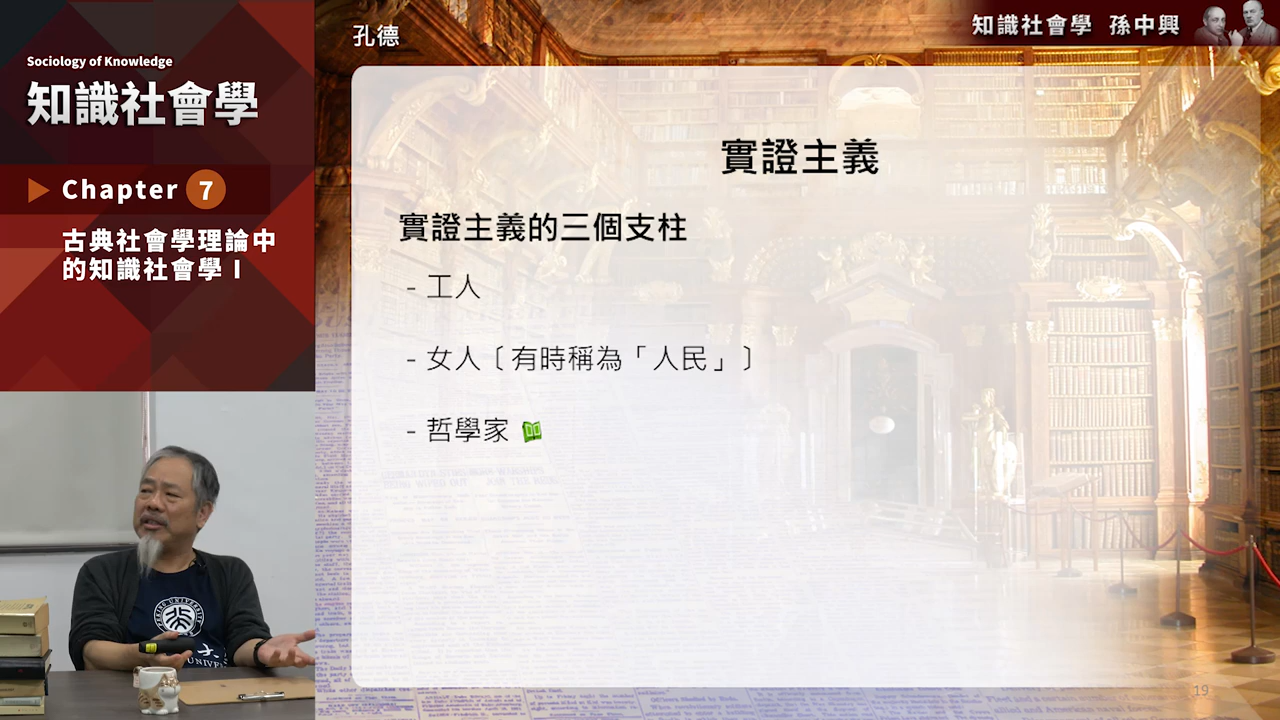 Sociology of Knowledge
知識社會學
Chapter 7
古典社會學理論中
的知識社會學 I
孔德
知識社會學 孫中興
實證主義
實證主義的三個支柱
- 工人
- 女人〔有時稱為「人民」〕
- 哲學家
19